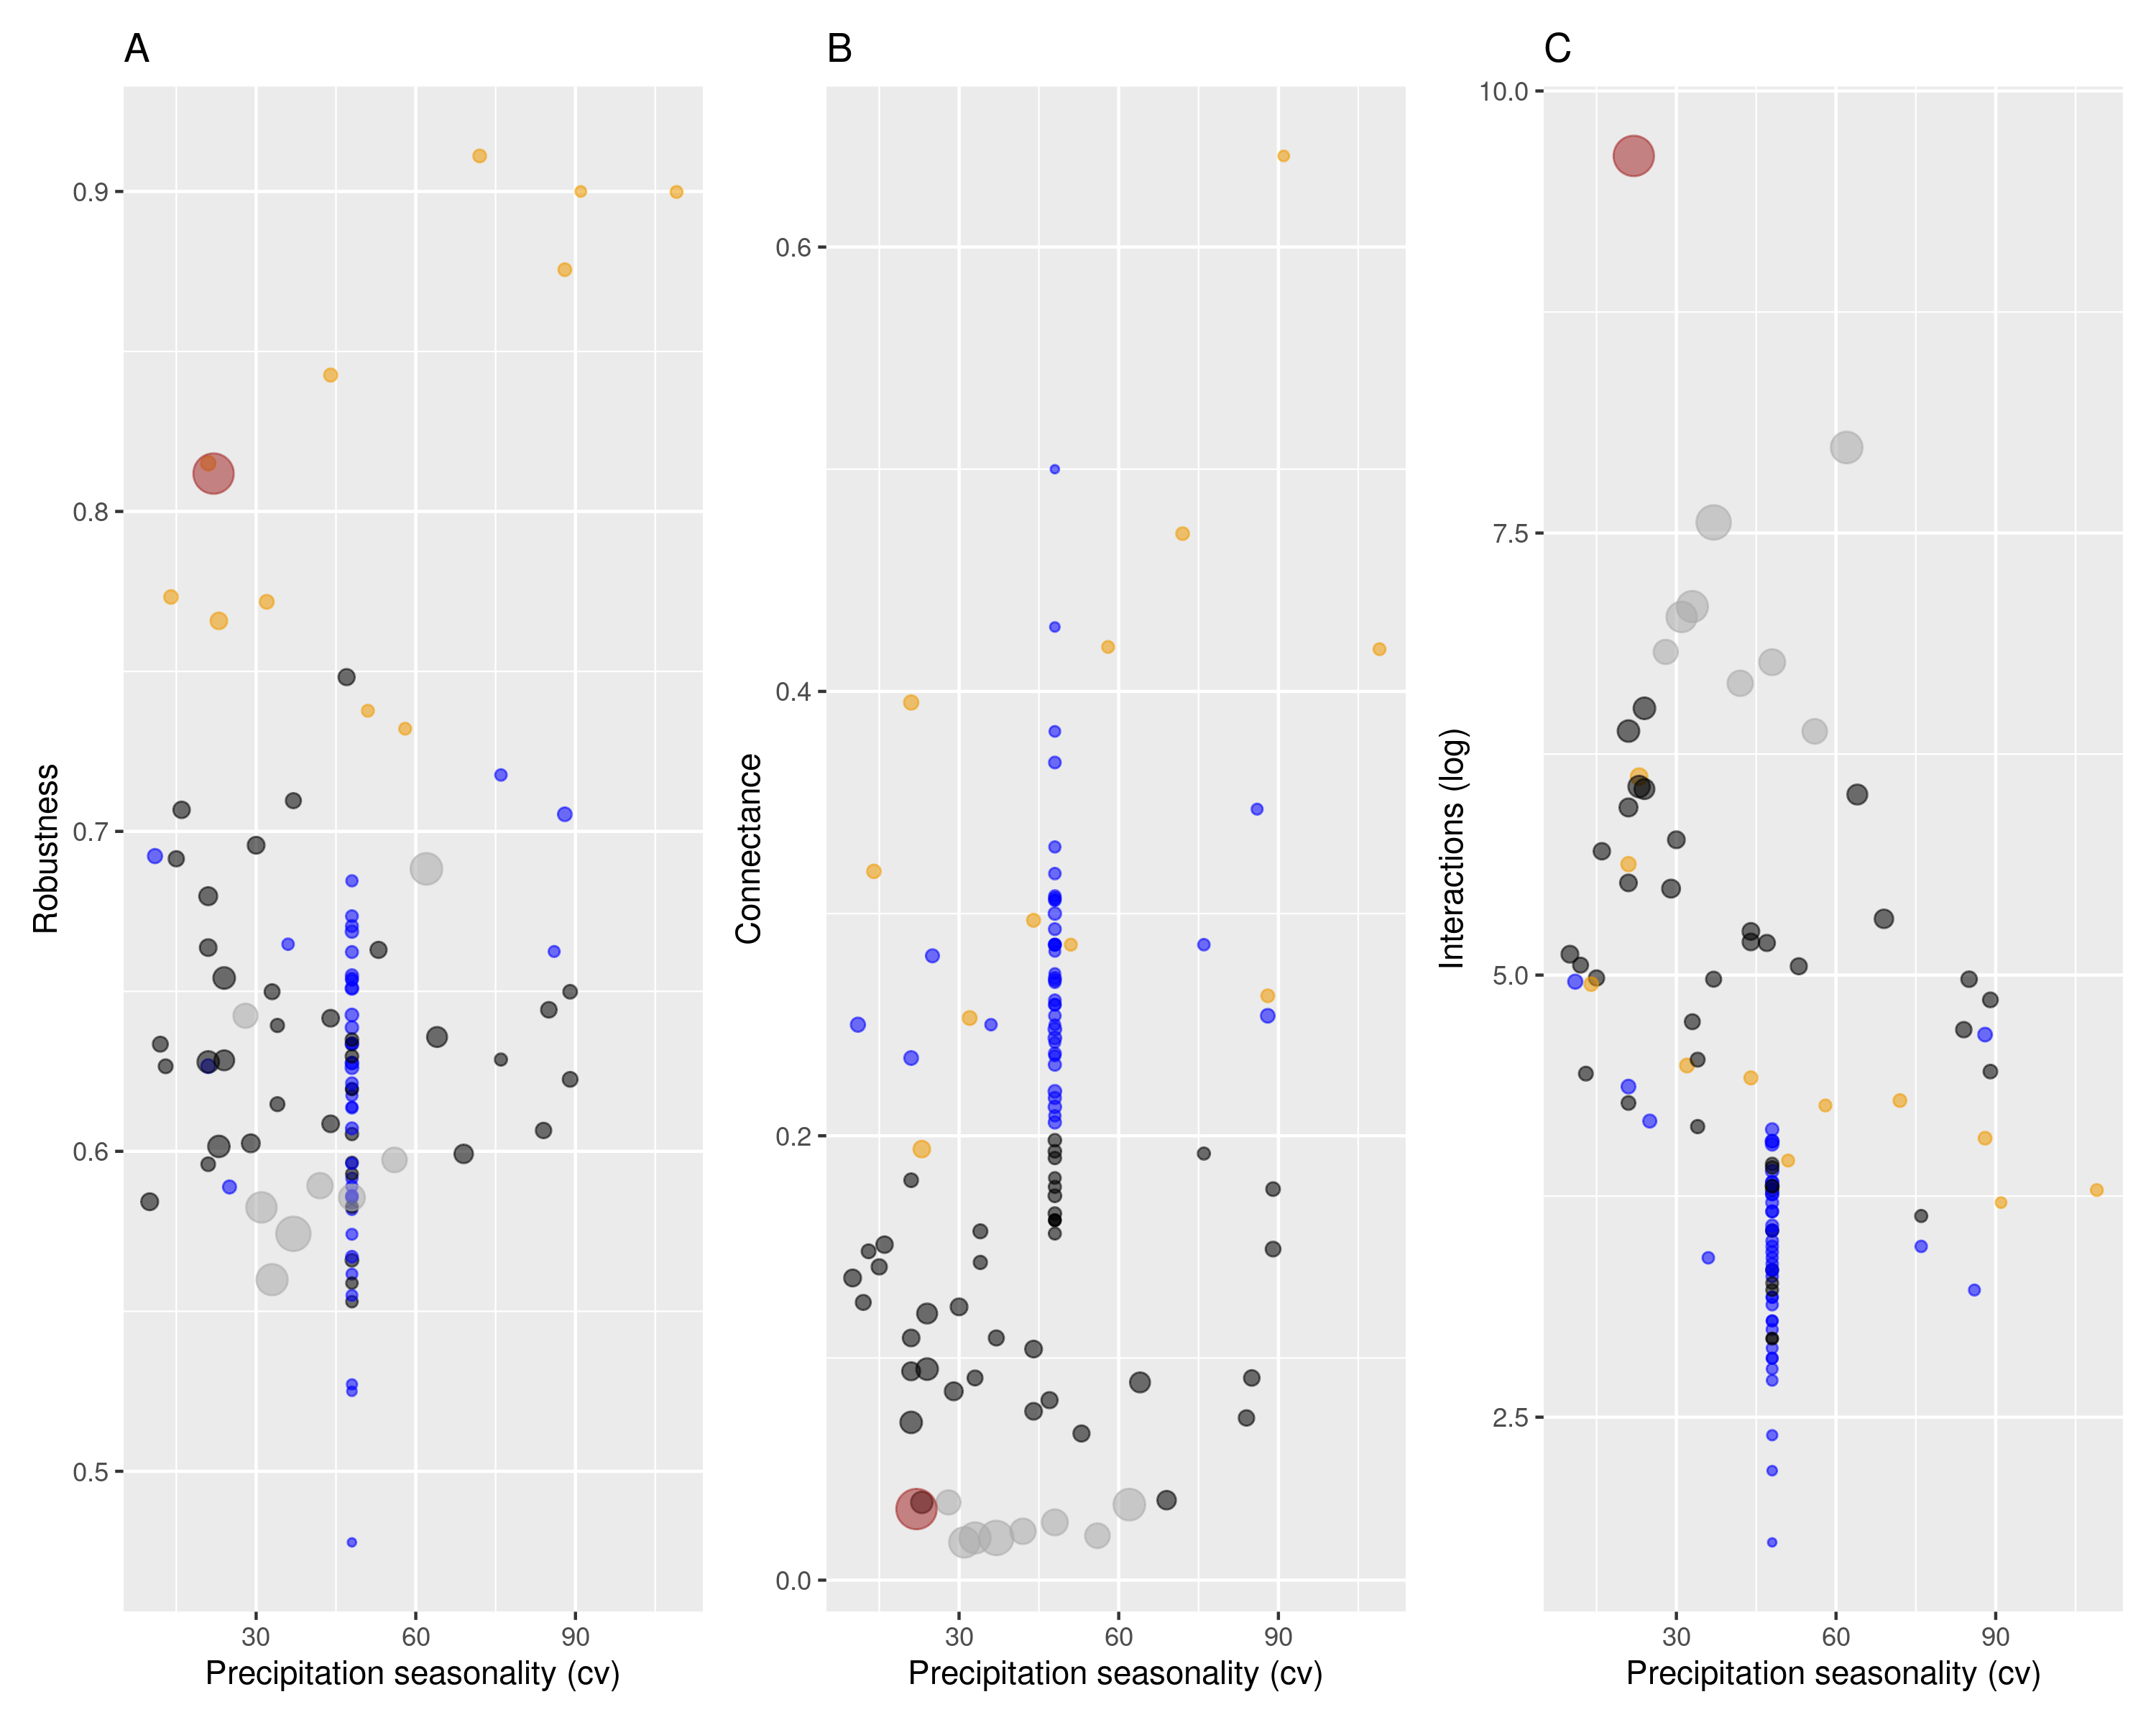 A
B
C
Robustness
0.9
0.8
0.7
0.6
0.5
30 60 90
Precipitation seasonality (cv)
Connectance
0.6
0.4
0.2
0.0
30 60 90
Precipitation seasonality (cv)
Interactions (log)
10.0
7.5
5.0
2.5
30 60 90
Precipitation seasonality (cv)